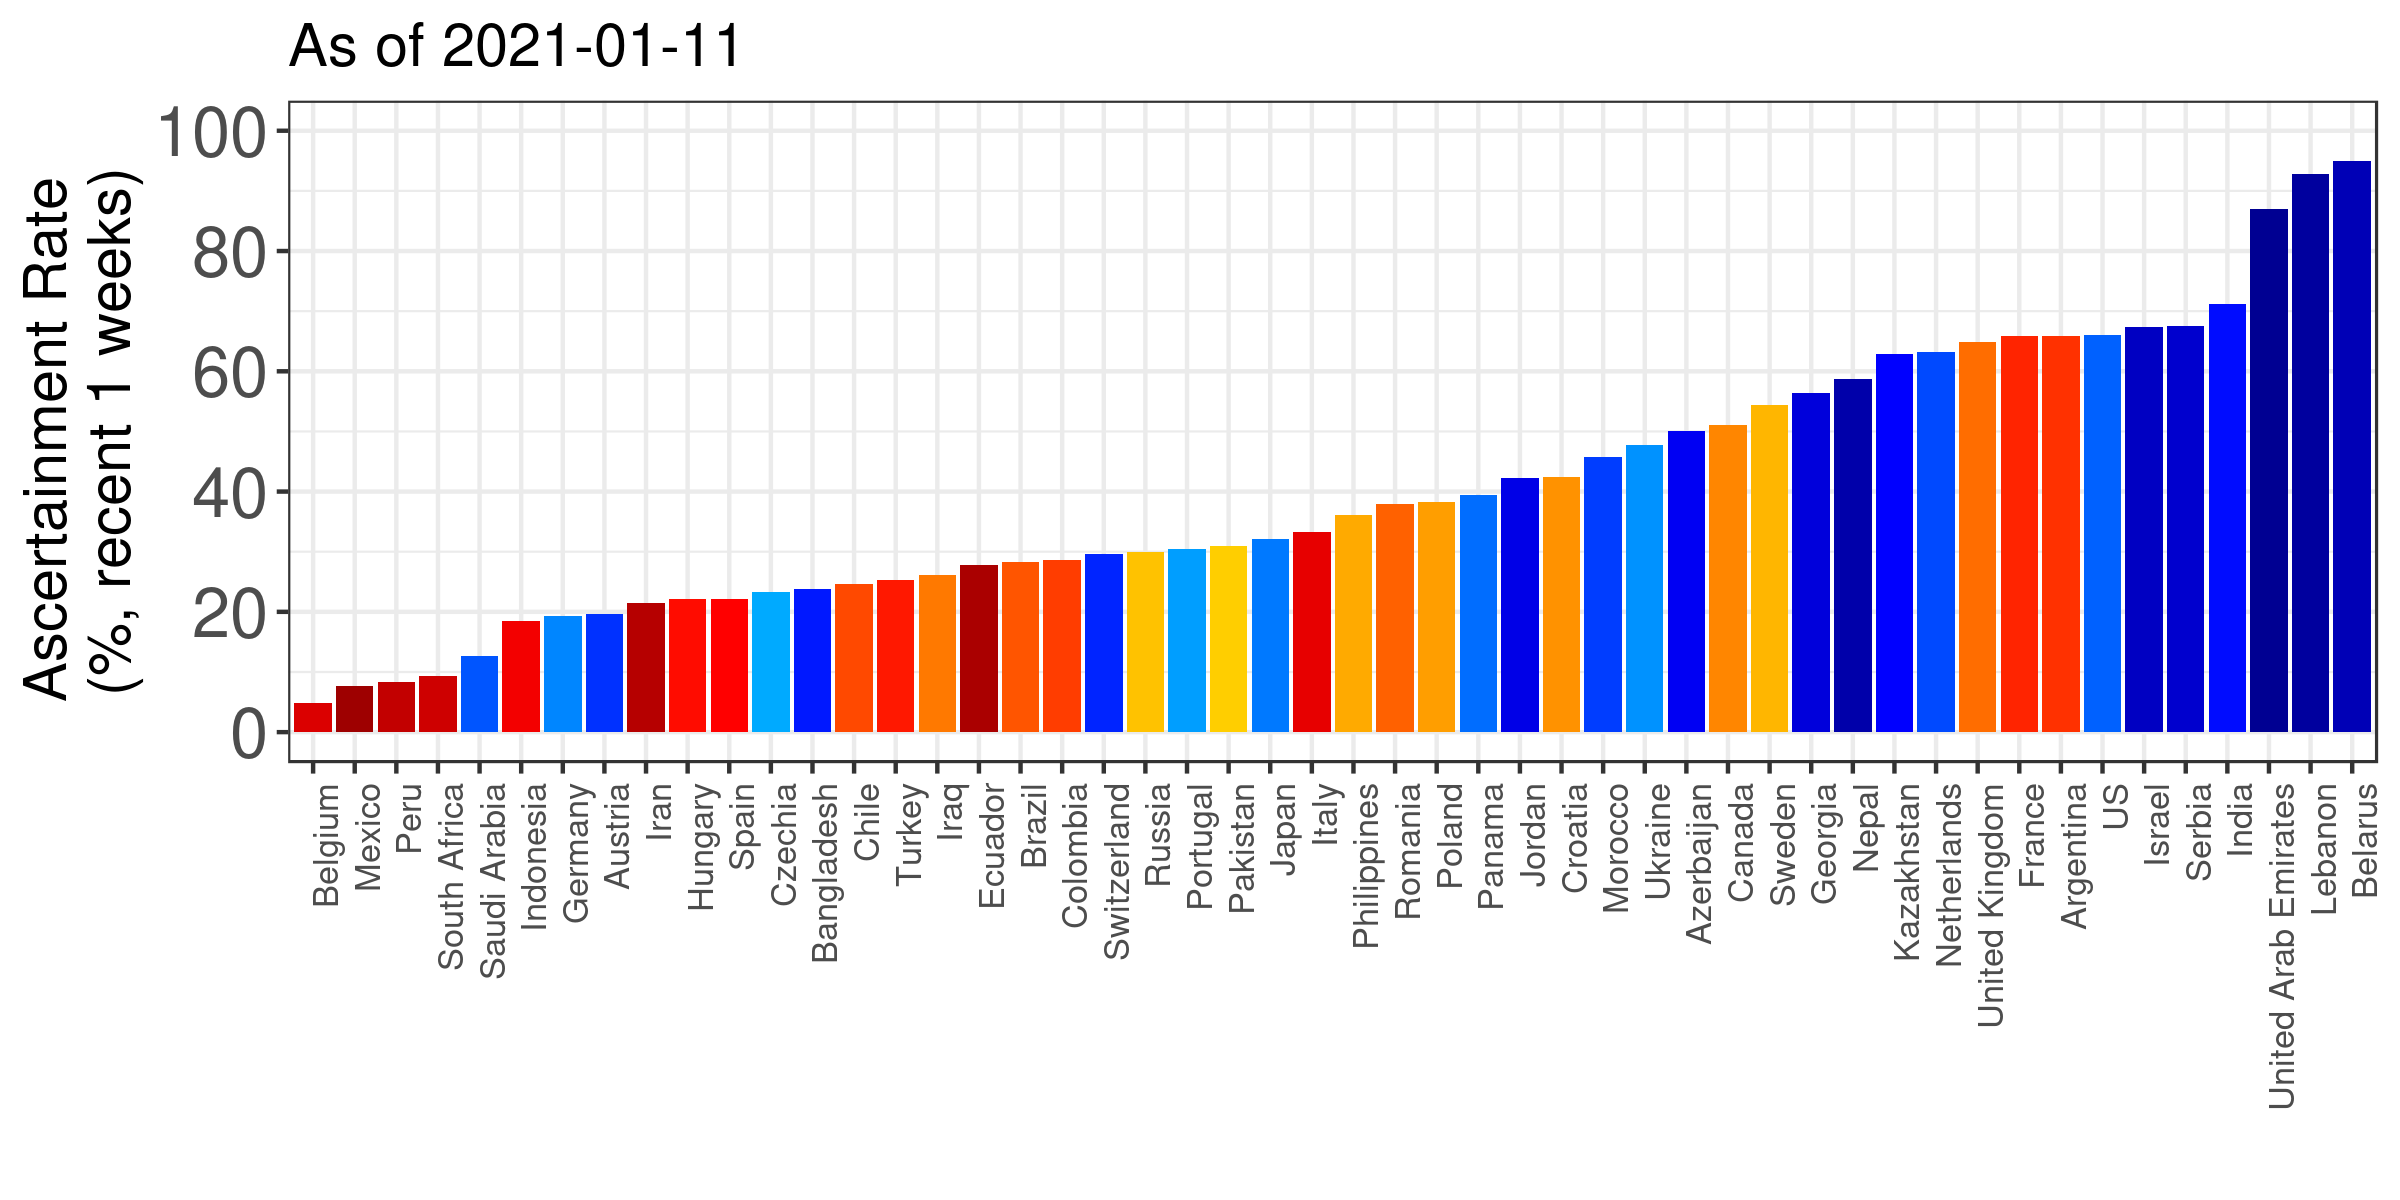 As of 2021-01-11
Ascertainment Rate
(%, recent 1 weeks)
100
80
60
40
20
0
Belgium
Mexico
Peru
South Africa
Saudi Arabia
Indonesia
Germany
Austria
Iran
Hungary
Spain
Czechia
Bangladesh
Chile
Turkey
Iraq
Ecuador
Brazil
Colombia
Switzerland
Russia
Portugal
Pakistan
Japan
Italy
Philippines
Romania
Poland
Panama
Jordan
Croatia
Morocco
Ukraine
Azerbaijan
Canada
Sweden
Georgia
Nepal
Kazakhstan
Netherlands
United Kingdom
France
Argentina
US
Israel
Serbia
India
United Arab Emirates
Lebanon
Belarus